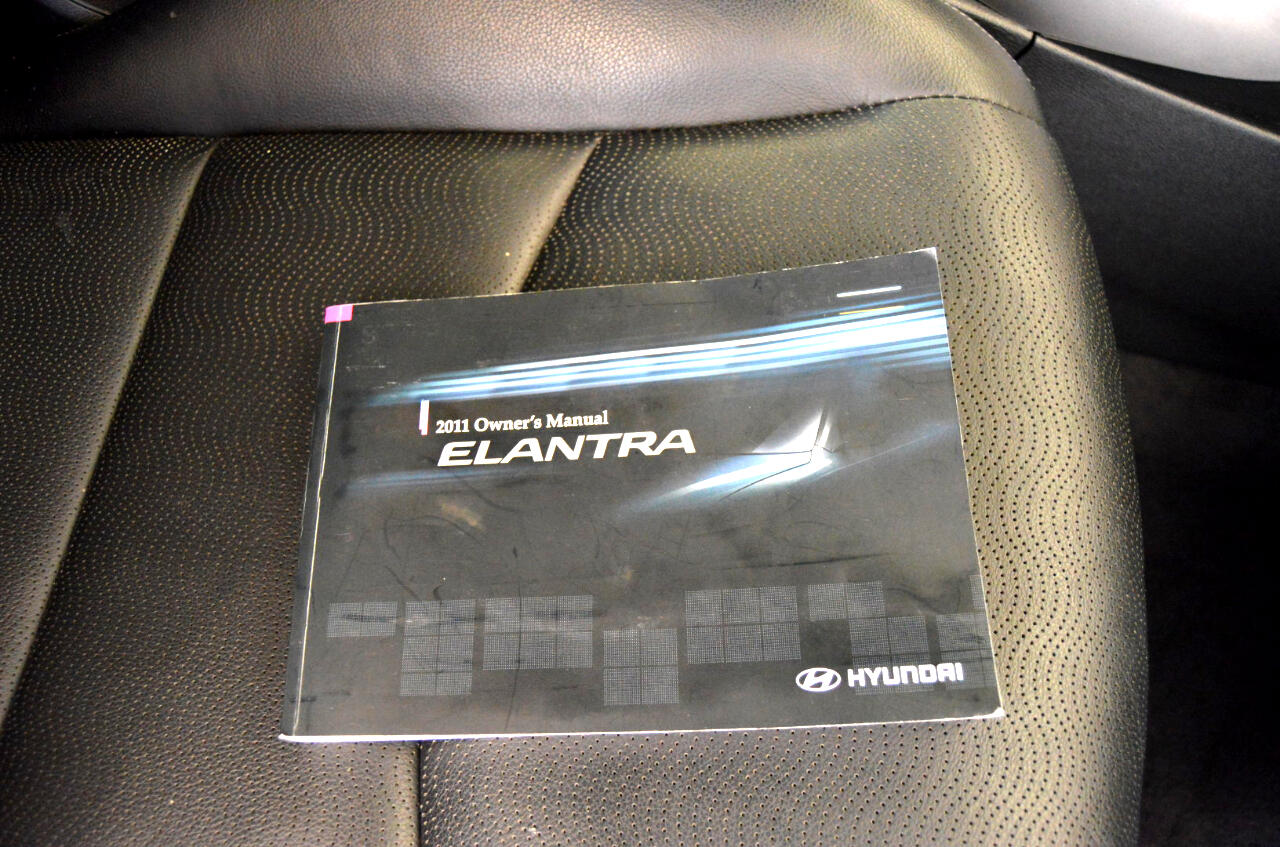 2011 Owner's Manual
ELANTRA
HYUNDAI